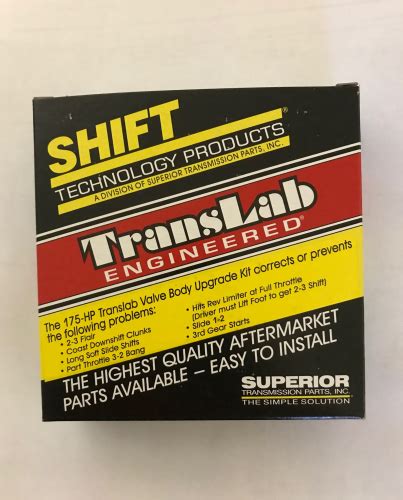 SHIFT®
TECHNOLOGY PRODUCTS
A DIVISION OF SUPERIOR TRANSMISSION PARTS, INC.
TransLab
ENGINEERED®
The 175-HP Translab Valve Body Upgrade Kit corrects or prevents
the following problems:
• 2-3 Flair
• Coast Downshift Clunks
• Long Soft Slide Shifts
• Part Throttle 3-2 Bang
• Hits Rev Limiter at Full Throttle
(Driver must Lift Foot to get 2-3 Shift)
• Slide 1-2
• 3rd Gear Starts
THE HIGHEST QUALITY AFTERMARKET
PARTS AVAILABLE – EASY TO INSTALL
SUPERIOR
TRANSMISSION PARTS, INC.
THE SIMPLE SOLUTION®